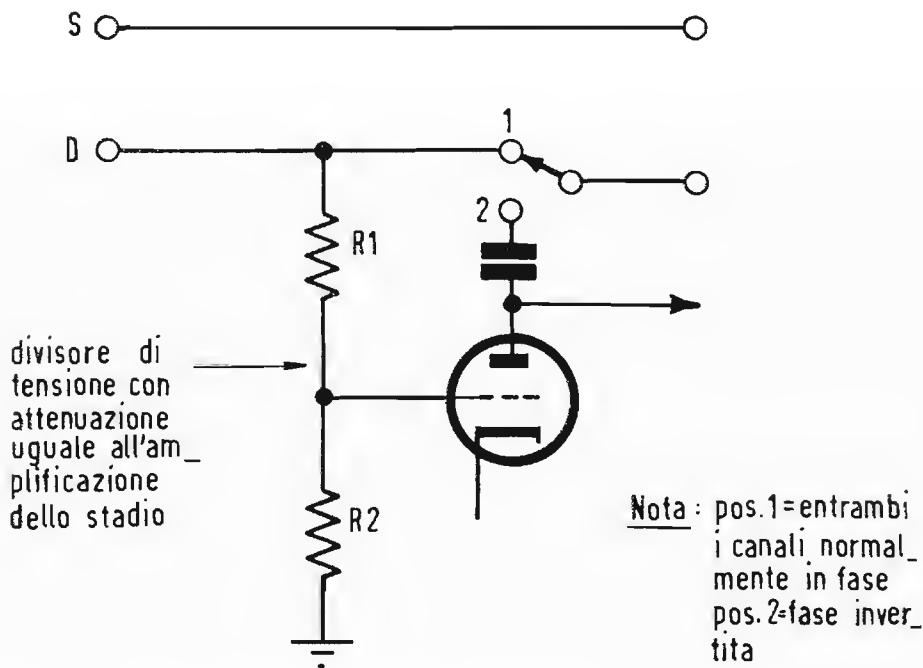 S
D
1
2
R1
divisore di
tensione con
attenuazione
uguale all'am_
plificazione
dello stadio
R2
Nota : pos.1=entrambi
i canali normal_
mente in fase
pos.2=fase inver_
tita